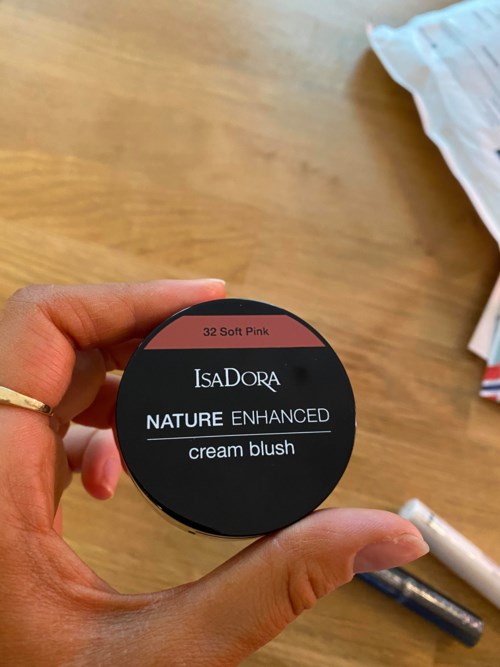 32 Soft Pink
IsaDora
NATURE ENHANCED
cream blush